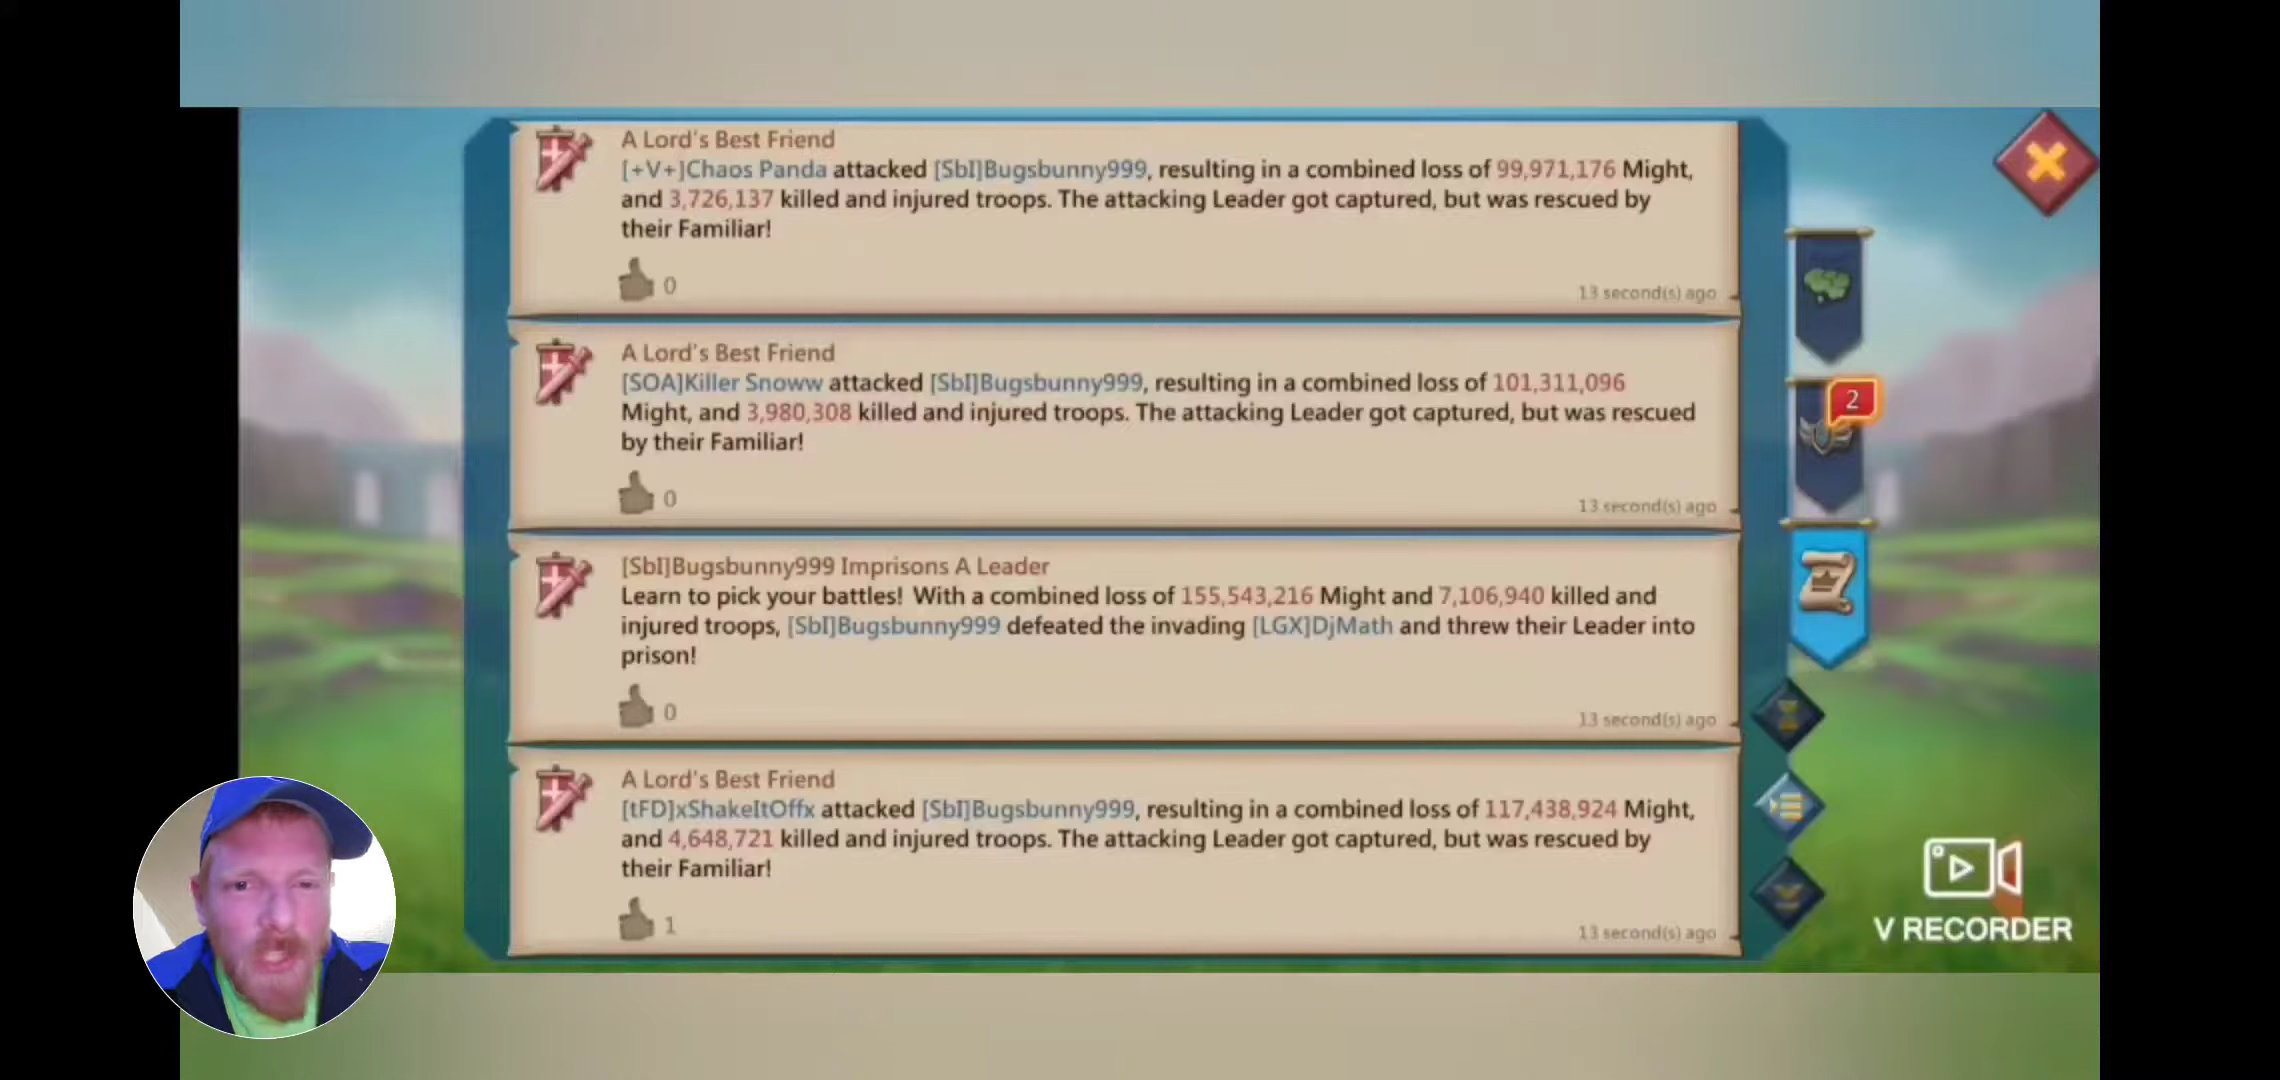 A Lord's Best Friend
[+V+]Chaos Panda attacked [SbI]Bugsbunny999, resulting in a combined loss of 99,971,176 Might,
and 3,726,137 killed and injured troops. The attacking Leader got captured, but was rescued by
their Familiar!
0
13 second(s) ago
A Lord's Best Friend
[SOA]Killer Snoww attacked [SbI]Bugsbunny999, resulting in a combined loss of 101,311,096
Might, and 3,980,308 killed and injured troops. The attacking Leader got captured, but was rescued
by their Familiar!
0
13 second(s) ago
2
[SbI]Bugsbunny999 Imprisons A Leader
Learn to pick your battles! With a combined loss of 155,543,216 Might and 7,106,940 killed and
injured troops, [SbI]Bugsbunny999 defeated the invading [LGX]DjMath and threw their Leader into
prison!
0
13 second(s) ago
A Lord's Best Friend
[tFD]xShakeItOffx attacked [SbI]Bugsbunny999, resulting in a combined loss of 117,438,924 Might,
and 4,648,721 killed and injured troops. The attacking Leader got captured, but was rescued by
their Familiar!
1
13 second(s) ago
V RECORDER